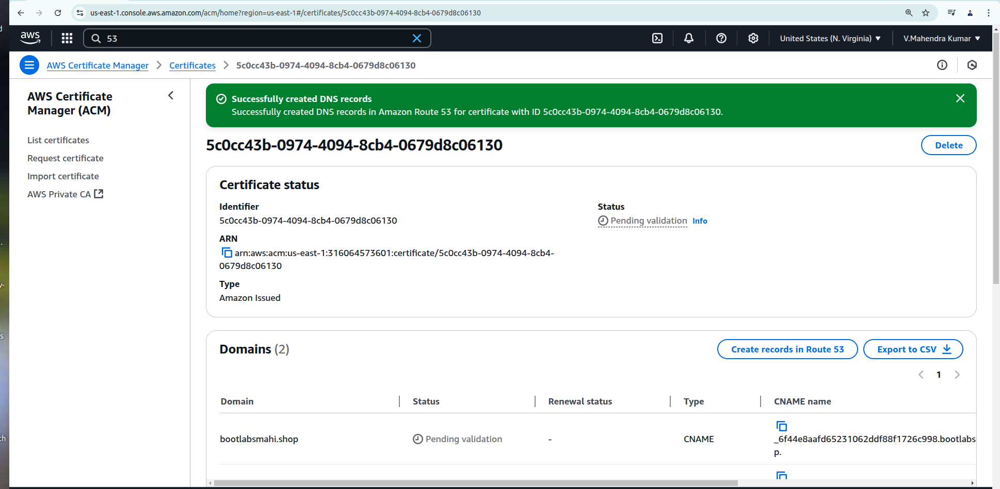 us-east-1.console.aws.amazon.com/acm/home?region=us-east-1#/certificates/5c0cc43b-0974-4094-8cb4-0679d8c06130
aws
53
United States (N. Virginia)
V.Mahendra Kumar
AWS Certificate Manager
Certificates
5c0cc43b-0974-4094-8cb4-0679d8c06130
AWS Certificate
Manager (ACM)
List certificates
Request certificate
Import certificate
AWS Private CA
Successfully created DNS records
Successfully created DNS records in Amazon Route 53 for certificate with ID 5c0cc43b-0974-4094-8cb4-0679d8c06130.
5c0cc43b-0974-4094-8cb4-0679d8c06130
Delete
Certificate status
Identifier
5c0cc43b-0974-4094-8cb4-0679d8c06130
ARN
arn:aws:acm:us-east-1:316064573601:certificate/5c0cc43b-0974-4094-8cb4-
0679d8c06130
Type
Amazon Issued
Status
Pending validation Info
Domains (2)
Create records in Route 53
Export to CSV
1
Domain Status Renewal status Type CNAME name
bootlabsmahi.shop Pending validation - CNAME _6f44e8aafd65231062ddf88f1726c998.bootlabs
p.